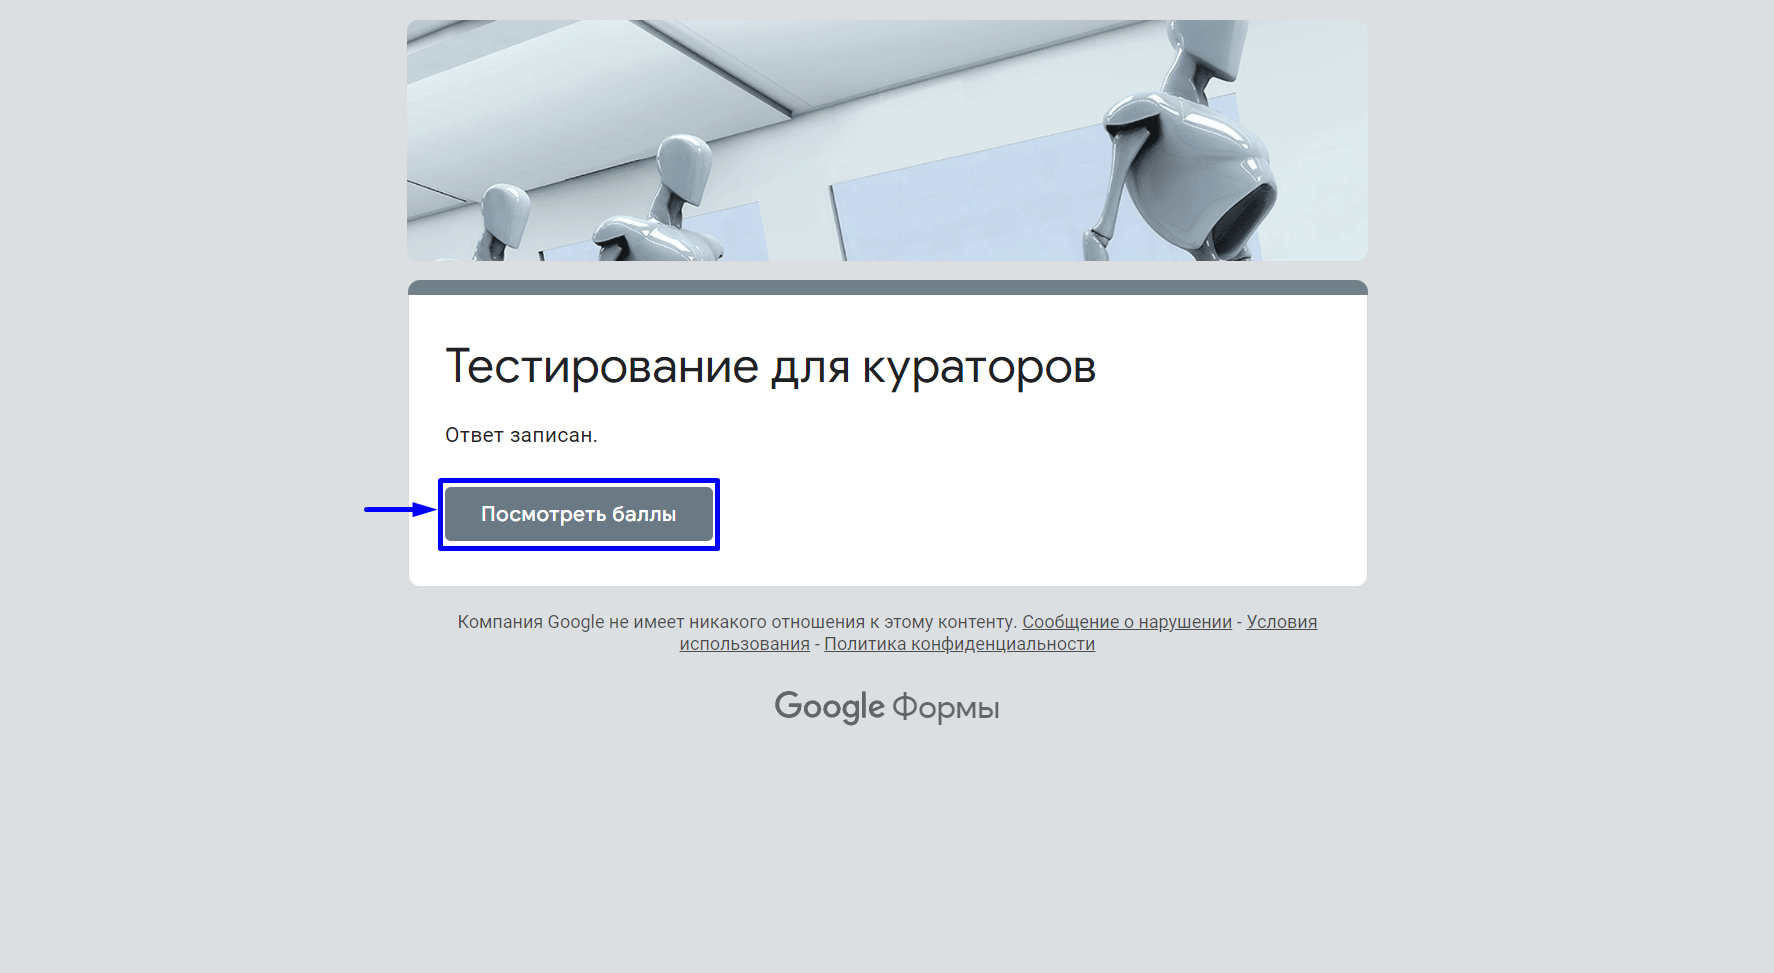 Тестирование для кураторов
Ответ записан.
Посмотреть баллы
Компания Google не имеет никакого отношения к этому контенту. Сообщение о нарушении - Условия
использования - Политика конфиденциальности
Google Формы